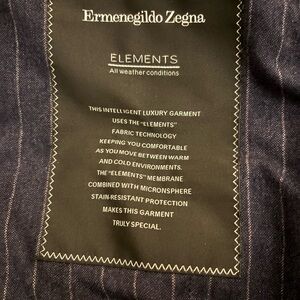 Ermenegildo Zegna
ELEMENTS
All weather conditions
THIS INTELLIGENT LUXURY GARMENT
USES THE "ELEMENTS"
FABRIC TECHNOLOGY
KEEPING YOU COMFORTABLE
AS YOU MOVE BETWEEN WARM
AND COLD ENVIRONMENTS.
THE "ELEMENTS" MEMBRANE
COMBINED WITH MICRONSPHERE
STAIN-RESISTANT PROTECTION
MAKES THIS GARMENT
TRULY SPECIAL.